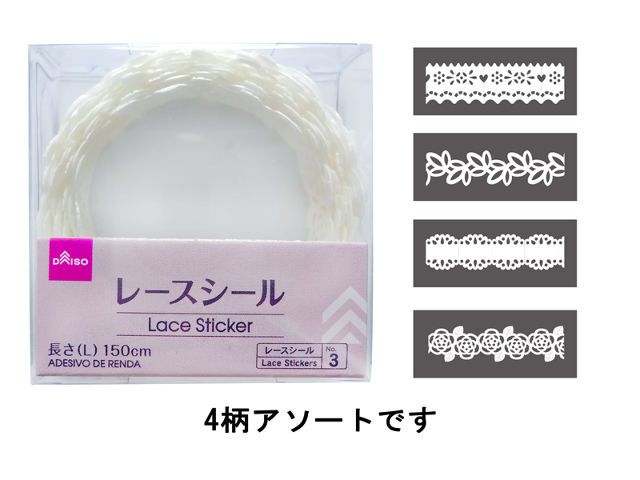 DAISO
レースシール
Lace Sticker
長さ(L) 150cm
ADESIVO DE RENDA
レースシール
Lace Stickers
No.
3
4柄アソートです